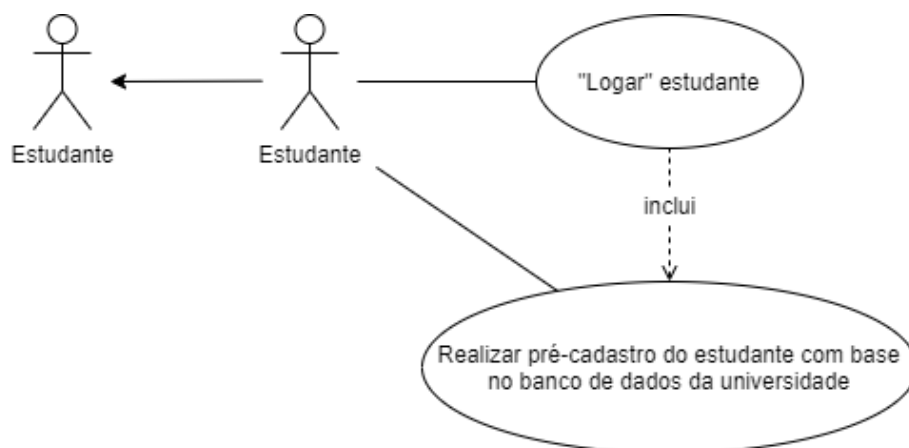 "Logar" estudante
Estudante
Estudante
inclui
Realizar pré-cadastro do estudante com base
no banco de dados da universidade